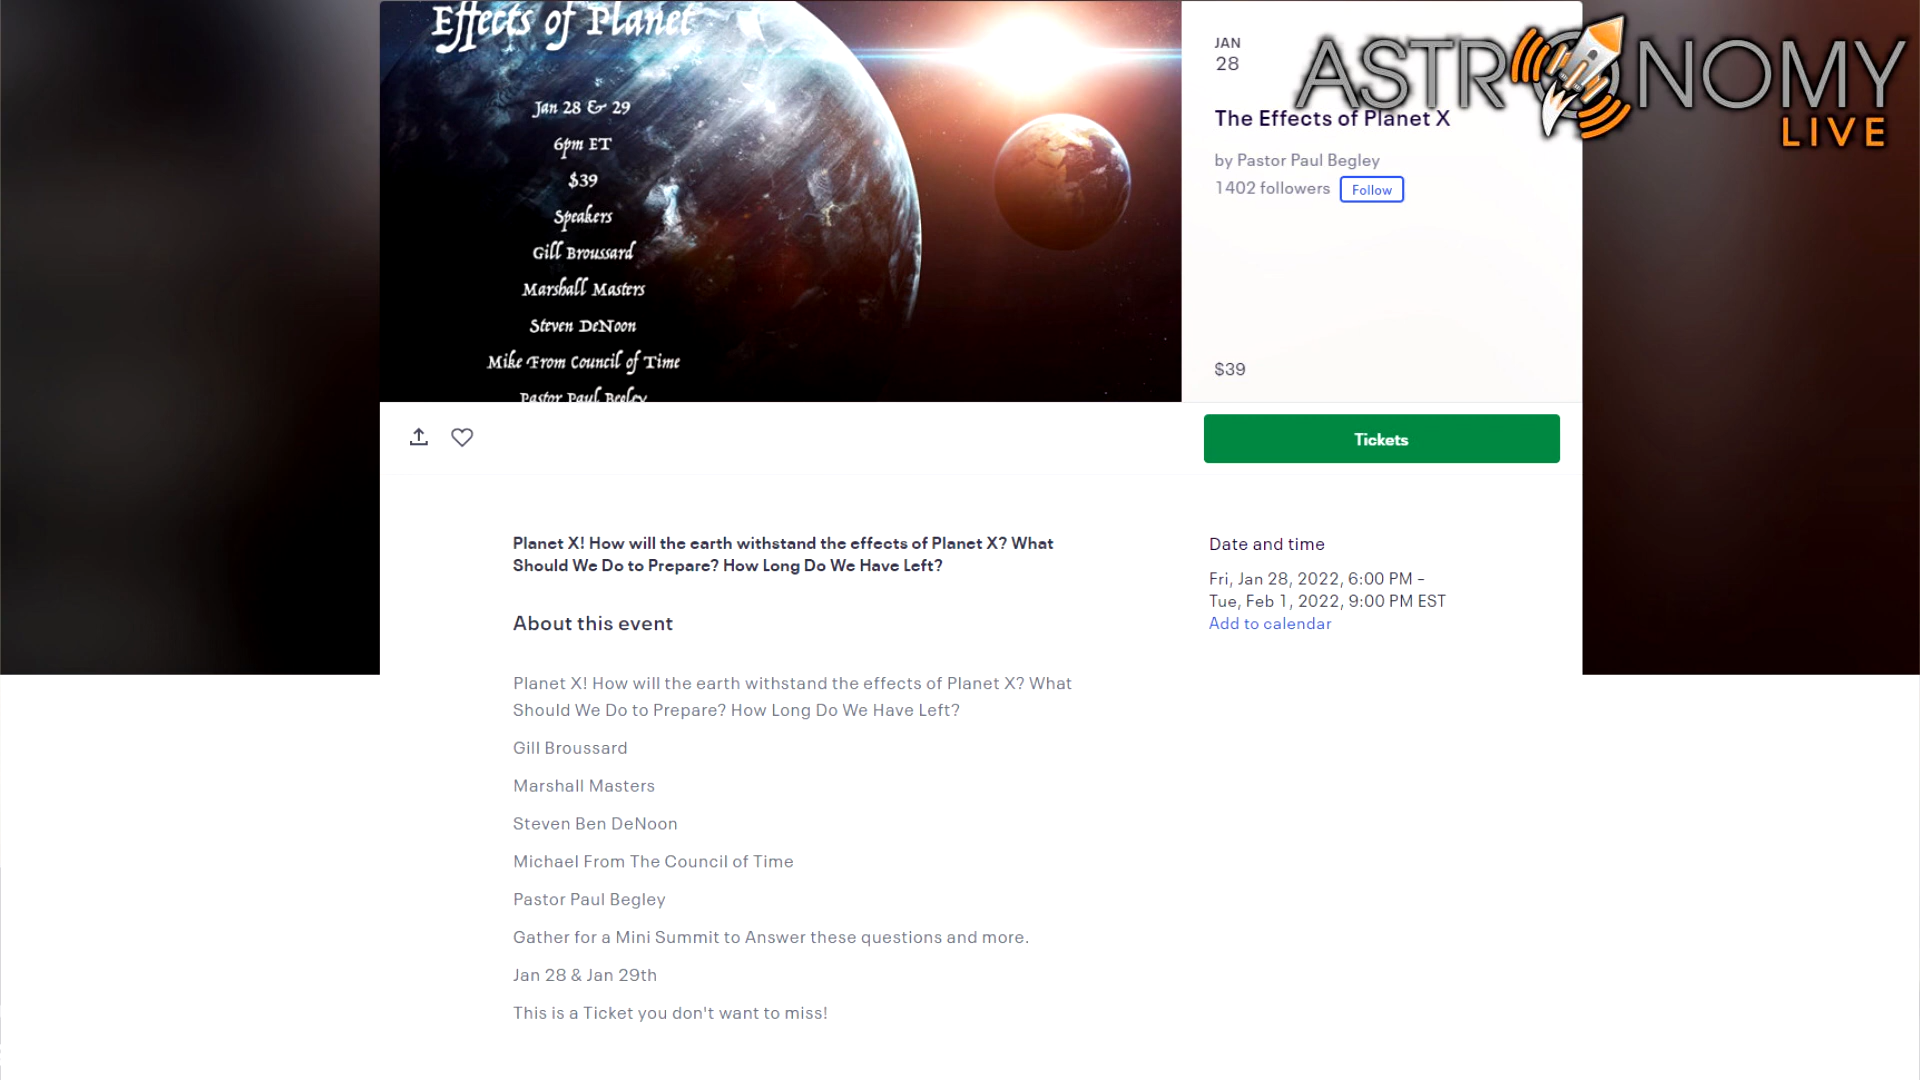 Effects of Planet
Jan 28 & 29
6pm ET
$39
Speakers
Gill Broussard
Marshall Masters
Steven DeNoon
Mike From Council of Time
Pastor Paul Begley
JAN
28
ASTRONOMY
LIVE
The Effects of Planet X
by Pastor Paul Begley
1402 followers Follow
$39
Tickets
Planet X! How will the earth withstand the effects of Planet X? What
Should We Do to Prepare? How Long Do We Have Left?
About this event
Planet X! How will the earth withstand the effects of Planet X? What
Should We Do to Prepare? How Long Do We Have Left?
Gill Broussard
Marshall Masters
Steven Ben DeNoon
Michael From The Council of Time
Pastor Paul Begley
Gather for a Mini Summit to Answer these questions and more.
Jan 28 & Jan 29th
This is a Ticket you don't want to miss!
Date and time
Fri, Jan 28, 2022, 6:00 PM –
Tue, Feb 1, 2022, 9:00 PM EST
Add to calendar